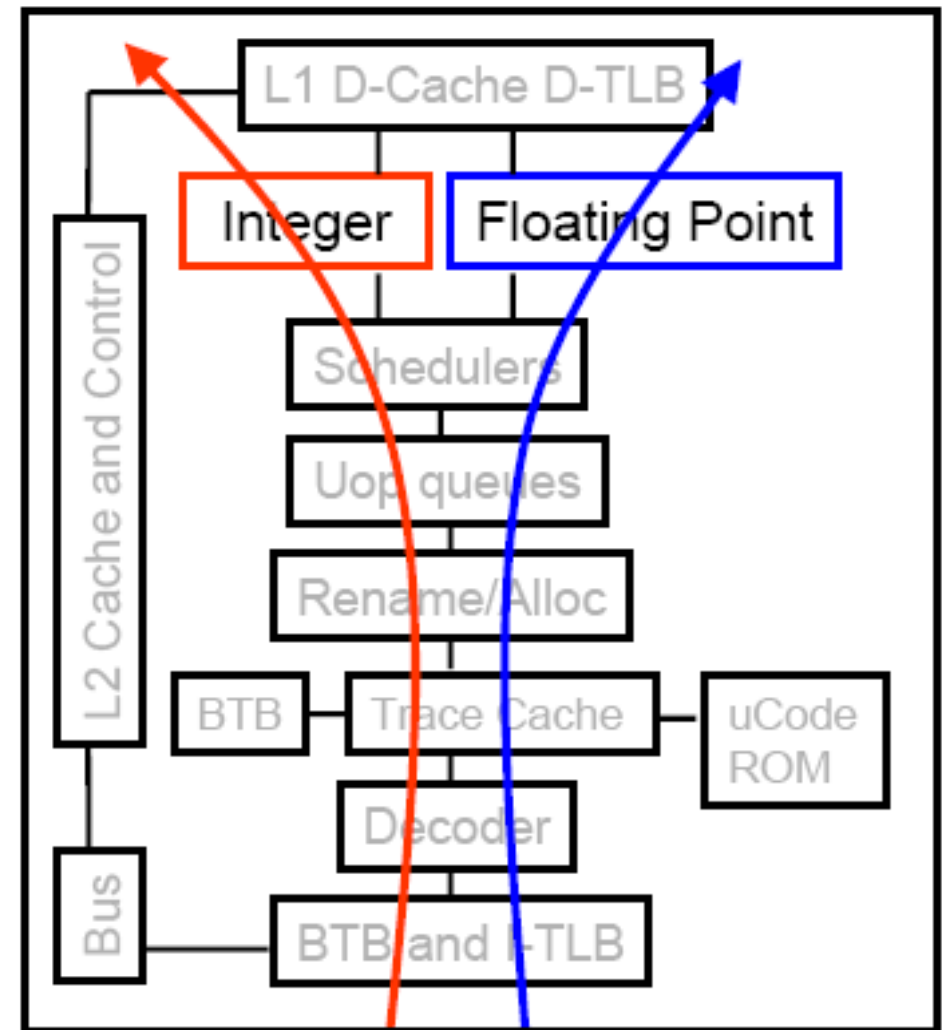 L1 D-Cache D-TLB
Integer
Floating Point
L2 Cache and Control
Schedulers
Uop queues
Rename/Alloc
BTB
Trace Cache
uCode
ROM
Decoder
Bus
BTB and I-TLB